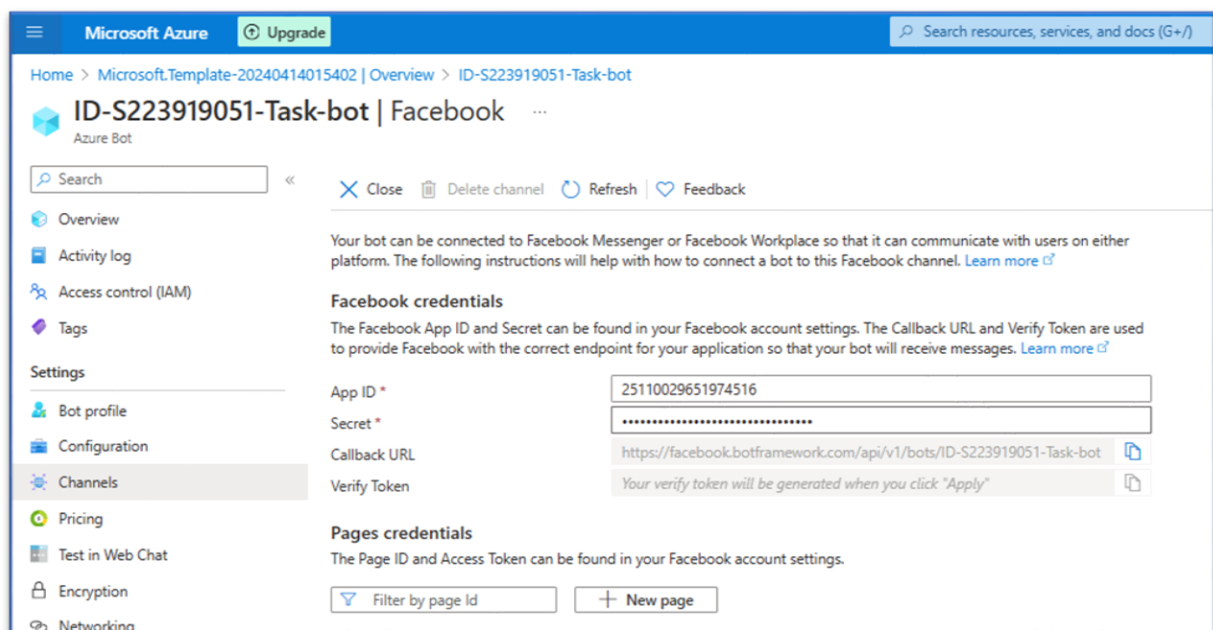 Microsoft Azure
Upgrade
Search resources, services, and docs (G+/)
Home > Microsoft.Template-20240414015402 | Overview > ID-S223919051-Task-bot
ID-S223919051-Task-bot | Facebook ...
Azure Bot
Search
«
Close
Delete channel
Refresh
Feedback
Overview
Activity log
Access control (IAM)
Tags
Settings
Bot profile
Configuration
Channels
Pricing
Test in Web Chat
Encryption
Networking
Your bot can be connected to Facebook Messenger or Facebook Workplace so that it can communicate with users on either
platform. The following instructions will help with how to connect a bot to this Facebook channel. Learn more
Facebook credentials
The Facebook App ID and Secret can be found in your Facebook account settings. The Callback URL and Verify Token are used
to provide Facebook with the correct endpoint for your application so that your bot will receive messages. Learn more
App ID * 25110029651974516
Secret * ••••••••••••••••••••••••••••••••
Callback URL https://facebook.botframework.com/api/v1/bots/ID-S223919051-Task-bot
Verify Token Your verify token will be generated when you click "Apply"
Pages credentials
The Page ID and Access Token can be found in your Facebook account settings.
Filter by page Id
New page